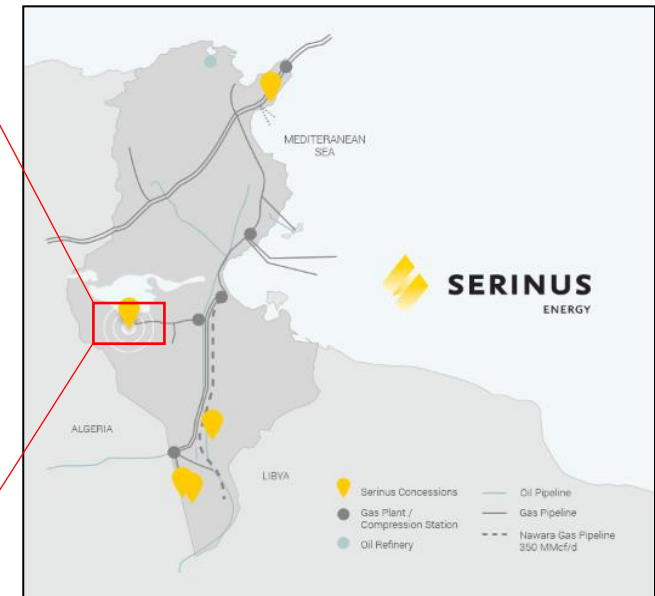 MEDITERANEAN
SEA
SERINUS
ENERGY
ALGERIA
LIBYA
Serinus Concessions
Gas Plant /
Compression Station
Oil Refinery
Oil Pipeline
Gas Pipeline
Nawara Gas Pipeline
350 MMcf/d